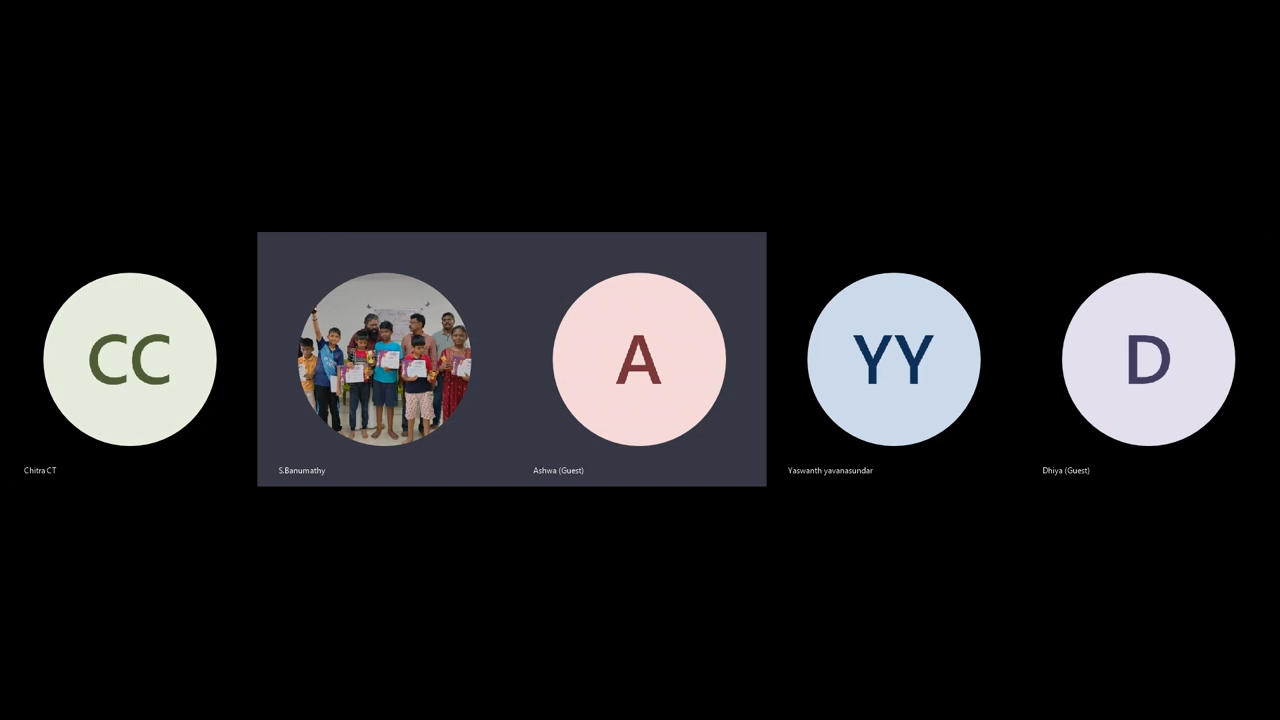 CC
A
YY
D
Chitra CT
S.Banumathy
Ashwa (Guest)
Yaswanth yavanasundar
Dhiya (Guest)